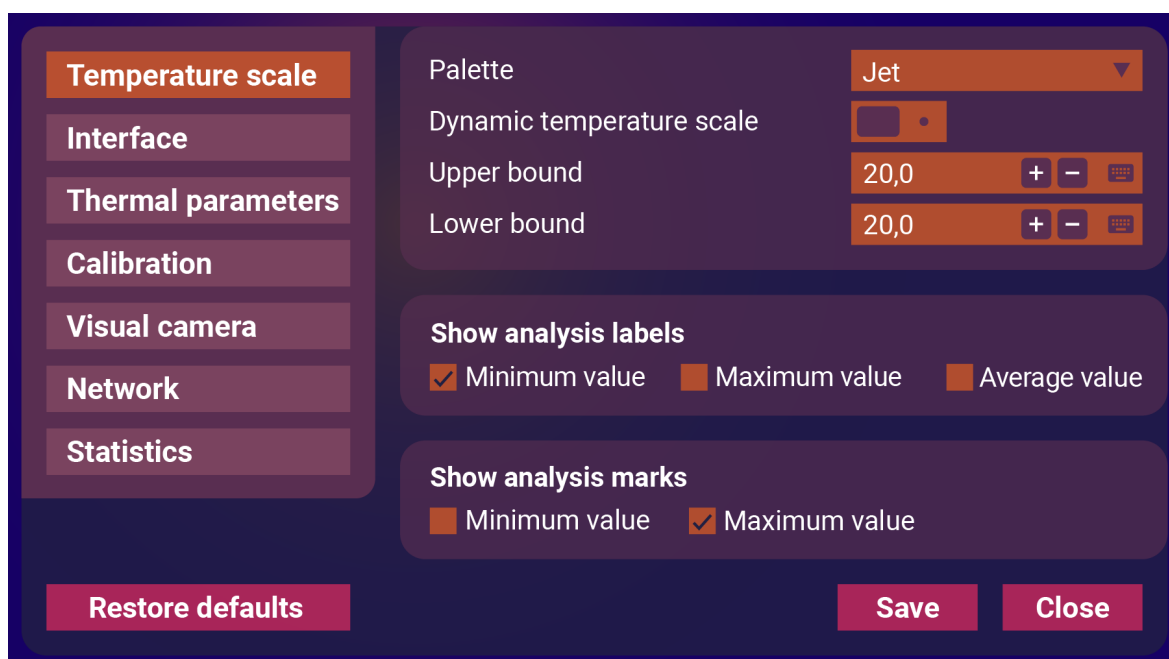 Temperature scale
Interface
Thermal parameters
Calibration
Visual camera
Network
Statistics
Restore defaults
Palette Jet
Dynamic temperature scale
Upper bound 20,0 + −
Lower bound 20,0 + −
Show analysis labels
Minimum value Maximum value Average value
Show analysis marks
Minimum value Maximum value
Save Close